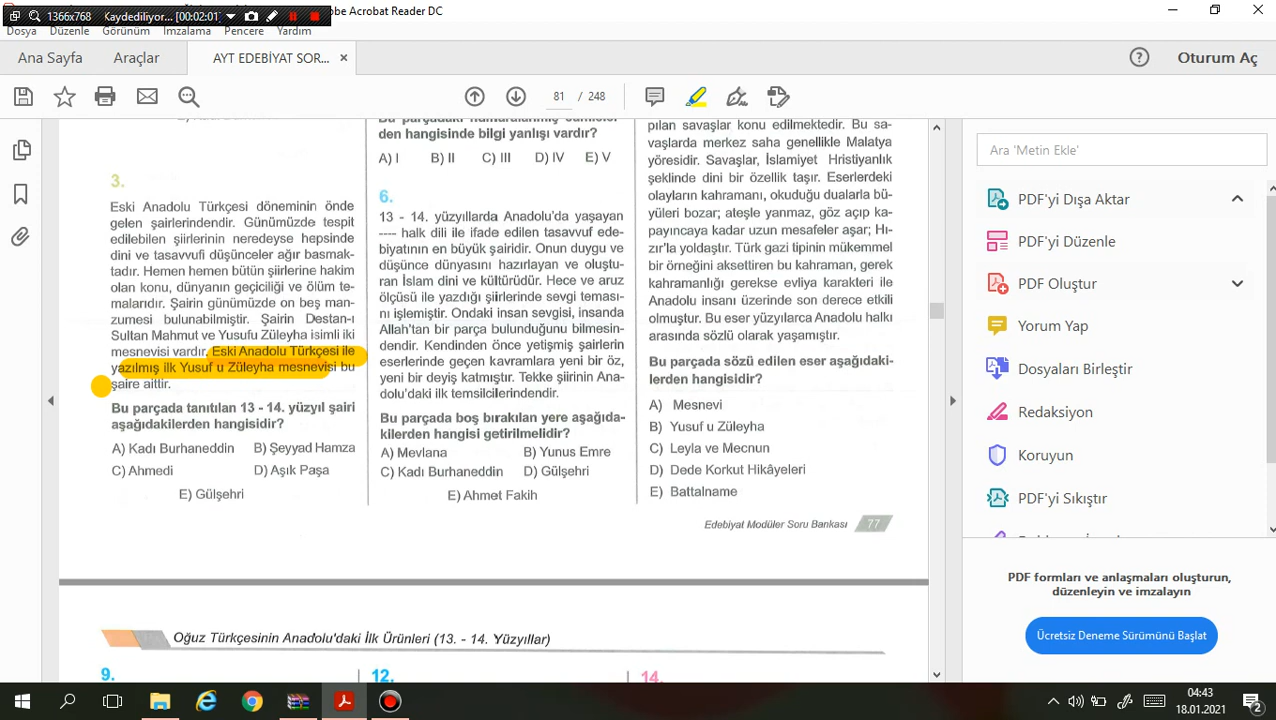 1366x768 Kaydediliyor... [00:02:01]
obe Acrobat Reader DC
Dosya Düzenle Görünüm İmzalama Pencere Yardım
Ana Sayfa Araçlar AYT EDEBİYAT SOR... × Oturum Aç
81 / 248
3.
Eski Anadolu Türkçesi döneminin önde
gelen şairlerindendir. Günümüzde tespit
edilebilen şiirlerinin neredeyse hepsinde
dini ve tasavvufi düşünceler ağır basmak-
tadır. Hemen hemen bütün şiirlerine hakim
olan konu, dünyanın geçiciliği ve ölüm te-
malarıdır. Şairin günümüzde on beş man-
zumesi bulunabilmiştir. Şairin Destan-ı
Sultan Mahmut ve Yusufu Züleyha isimli iki
mesnevisi vardır. Eski Anadolu Türkçesi ile
yazılmış ilk Yusuf u Züleyha mesnevisi bu
şaire aittir.
Bu parçada tanıtılan 13 - 14. yüzyıl şairi
aşağıdakilerden hangisidir?
A) Kadı Burhaneddin B) Şeyyad Hamza
C) Ahmedi D) Aşık Paşa
E) Gülşehri
Bu parçadaki numaralanmış cümleler-
den hangisinde bilgi yanlışı vardır?
A) I B) II C) III D) IV E) V
6.
13 - 14. yüzyıllarda Anadolu'da yaşayan
---- halk dili ile ifade edilen tasavvuf ede-
biyatının en büyük şairidir. Onun duygu ve
düşünce dünyasını hazırlayan ve oluştu-
ran İslam dini ve kültürüdür. Hece ve aruz
ölçüsü ile yazdığı şiirlerinde sevgi teması-
nı işlemiştir. Ondaki insan sevgisi, insanda
Allah'tan bir parça bulunduğunu bilmesin-
dendir. Kendinden önce yetişmiş şairlerin
eserlerinde geçen kavramlara yeni bir öz,
yeni bir deyiş katmıştır. Tekke şiirinin Ana-
dolu'daki ilk temsilcilerindendir.
Bu parçada boş bırakılan yere aşağıda-
kilerden hangisi getirilmelidir?
A) Mevlana B) Yunus Emre
C) Kadı Burhaneddin D) Gülşehri
E) Ahmet Fakih
pılan savaşlar konu edilmektedir. Bu sa-
vaşlarda merkez saha genellikle Malatya
yöresidir. Savaşlar, İslamiyet Hristiyanlık
şeklinde dini bir özellik taşır. Eserlerdeki
olayların kahramanı, okuduğu dualarla bü-
yüleri bozar; ateşle yanmaz, göz açıp ka-
payıncaya kadar uzun mesafeler aşar; Hı-
zır'la yoldaştır. Türk gazi tipinin mükemmel
bir örneğini aksettiren bu kahraman, gerek
kahramanlığı gerekse evliya karakteri ile
Anadolu insanı üzerinde son derece etkili
olmuştur. Bu eser yüzyıllarca Anadolu halkı
arasında sözlü olarak yaşamıştır.
Bu parçada sözü edilen eser aşağıdaki-
lerden hangisidir?
A) Mesnevi
B) Yusuf u Züleyha
C) Leyla ve Mecnun
D) Dede Korkut Hikâyeleri
E) Battalname
Edebiyat Modüler Soru Bankası 77
Oğuz Türkçesinin Anadolu'daki İlk Ürünleri (13. - 14. Yüzyıllar)
9. 12. 14.
Ara 'Metin Ekle'
PDF'yi Dışa Aktar
PDF'yi Düzenle
PDF Oluştur
Yorum Yap
Dosyaları Birleştir
Redaksiyon
Koruyun
PDF'yi Sıkıştır
PDF formları ve anlaşmaları oluşturun,
düzenleyin ve imzalayın
Ücretsiz Deneme Sürümünü Başlat
04:43
18.01.2021
2